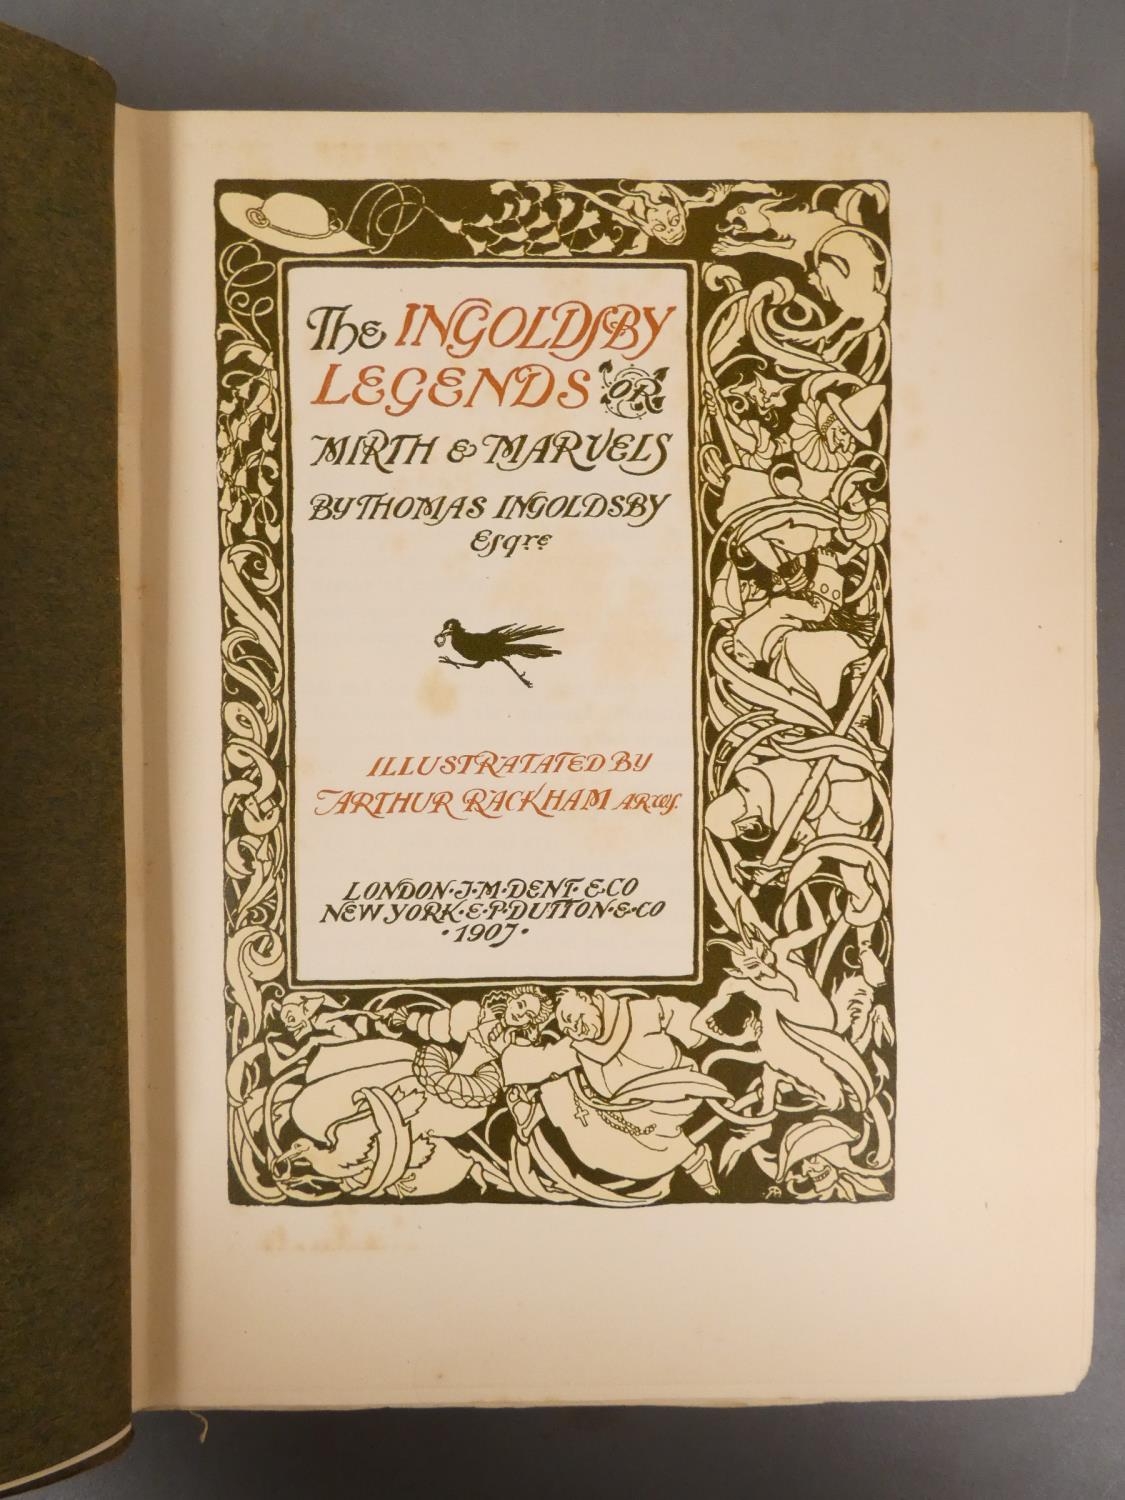 The INGOLDSBY
LEGENDS OR
MIRTH & MARVELS
BY THOMAS INGOLDSBY
Esqre
ILLUSTRATATED BY
ARTHUR RACKHAM ARWS.
LONDON·J·M·DENT·&·CO
NEW YORK·E·P·DUTTON·&·CO
·1907·
AR